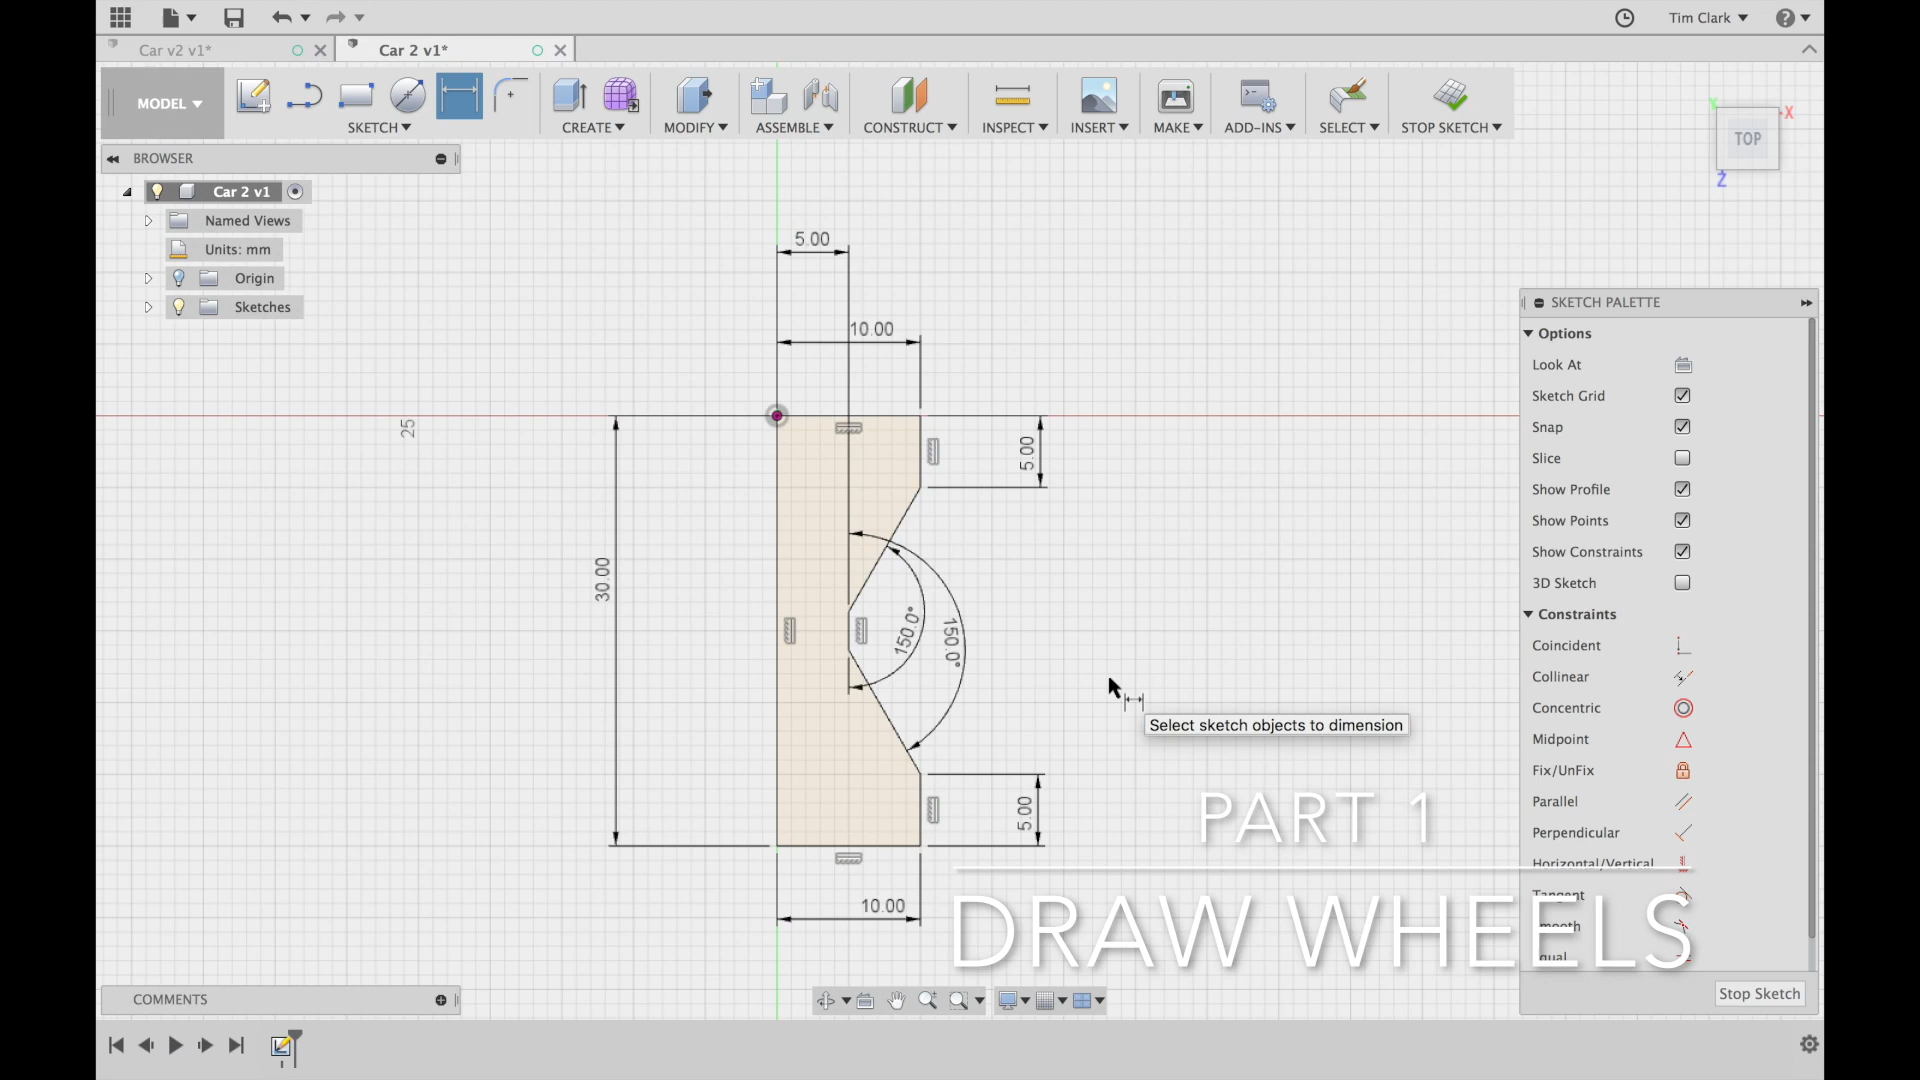 Tim Clark
Car v2 v1*
Car 2 v1*
MODEL
SKETCH
CREATE
MODIFY
ASSEMBLE
CONSTRUCT
INSPECT
INSERT
MAKE
ADD-INS
SELECT
STOP SKETCH
TOP
X
Y
Z
BROWSER
Car 2 v1
Named Views
Units: mm
Origin
Sketches
5.00
10.00
25
5.00
30.00
150.0°
150.0°
5.00
10.00
Select sketch objects to dimension
SKETCH PALETTE
Options
Look At
Sketch Grid
Snap
Slice
Show Profile
Show Points
Show Constraints
3D Sketch
Constraints
Coincident
Collinear
Concentric
Midpoint
Fix/UnFix
Parallel
Perpendicular
Horizontal/Vertical
Tangent
Smooth
Equal
Stop Sketch
PART 1
DRAW WHEELS
COMMENTS